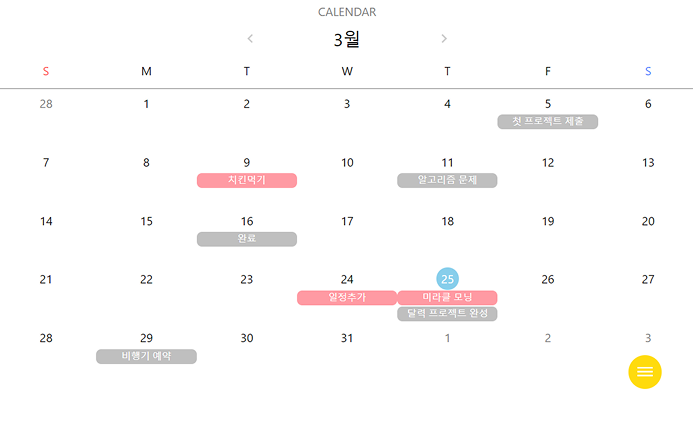 CALENDAR
3월
S M T W T F S
28 1 2 3 4 5 6
첫 프로젝트 제출
7 8 9 10 11 12 13
치킨먹기 알고리즘 문제
14 15 16 17 18 19 20
완료
21 22 23 24 25 26 27
일정추가 미라클 모닝
달력 프로젝트 완성
28 29 30 31 1 2 3
비행기 예약